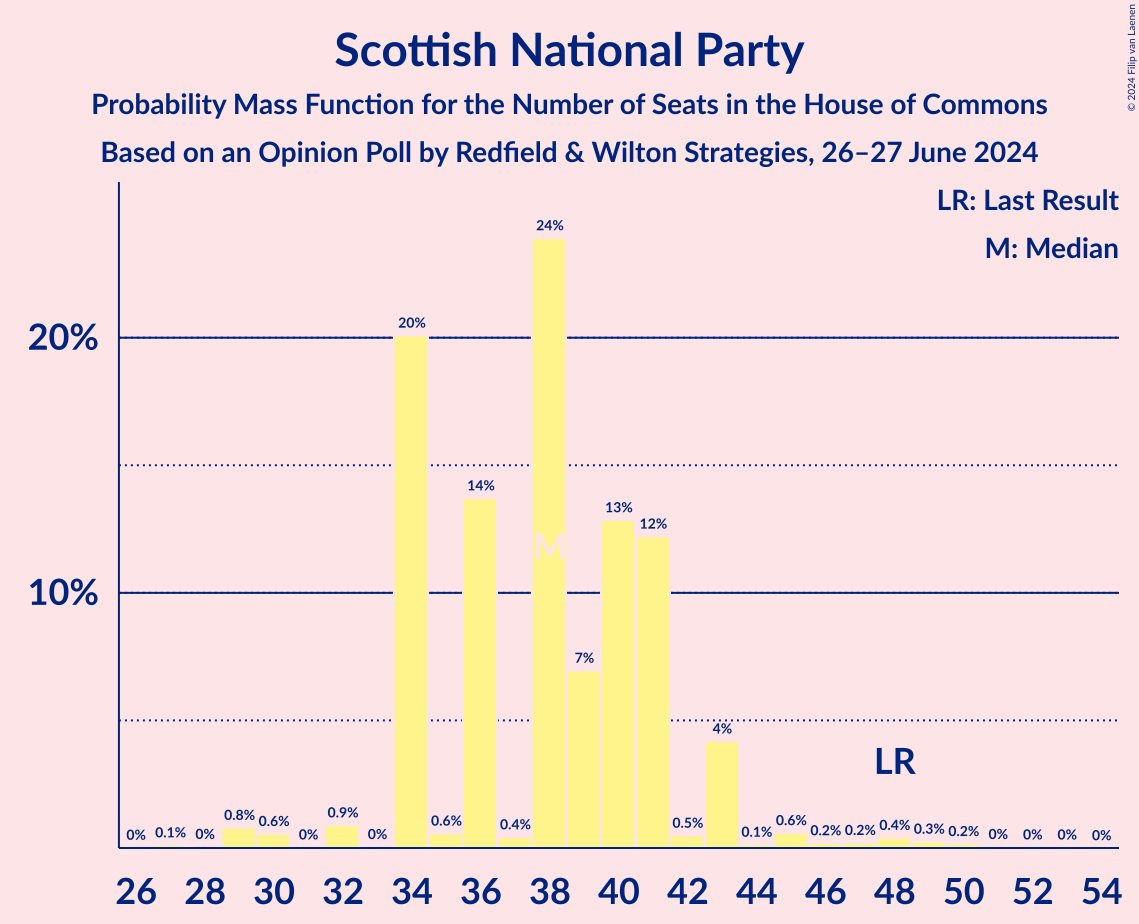 Scottish National Party
Probability Mass Function for the Number of Seats in the House of Commons
Based on an Opinion Poll by Redfield & Wilton Strategies, 26–27 June 2024
© 2024 Filip van Laenen
LR: Last Result
M: Median
24%
20%
20%
14%
13%
12%
M
10%
7%
4%
LR
0% 0.1% 0% 0.8% 0.6% 0% 0.9% 0% 0.6% 0.4% 0.5% 0.1% 0.6% 0.2% 0.2% 0.4% 0.3% 0.2% 0% 0% 0% 0%
26 28 30 32 34 36 38 40 42 44 46 48 50 52 54